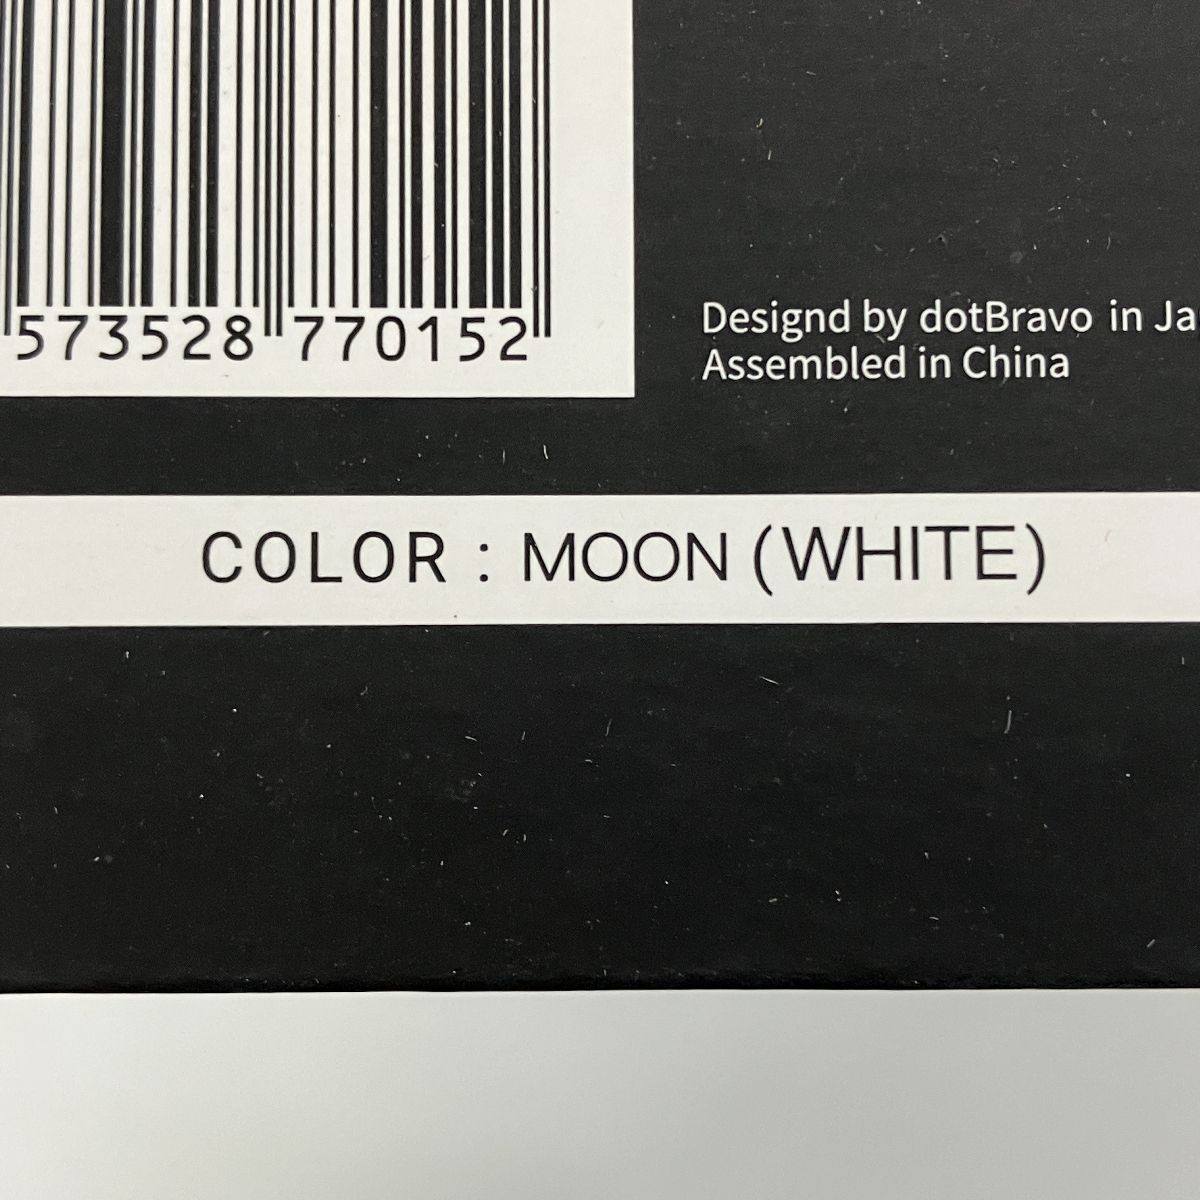 573528 770152
Designd by dotBravo in Ja
Assembled in China
COLOR : MOON (WHITE)